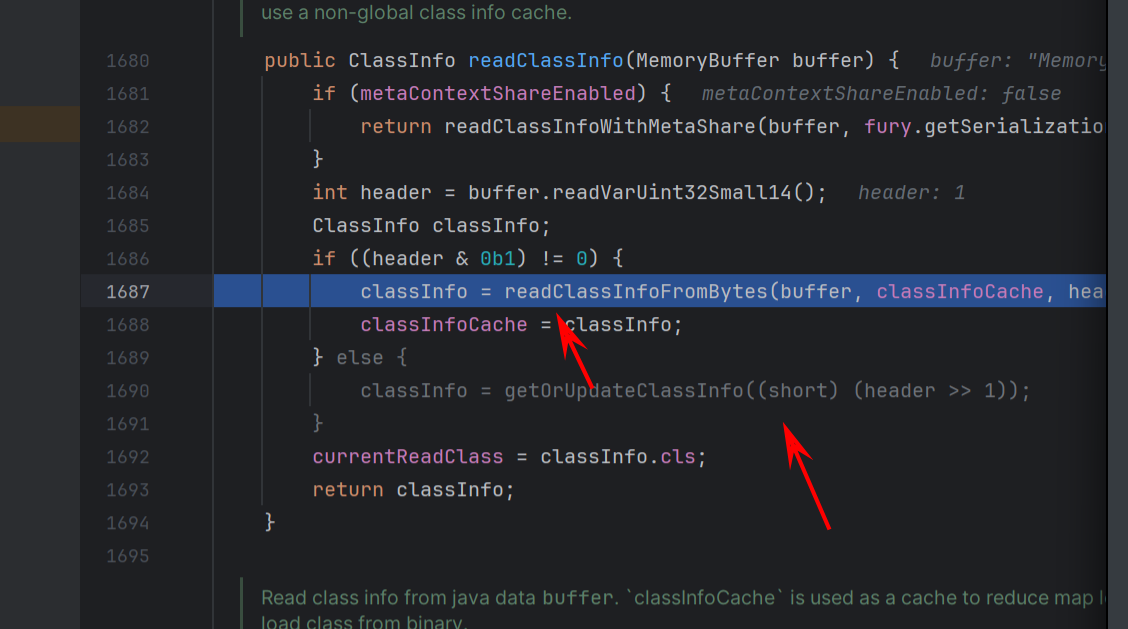 use a non-global class info cache.
1680 public ClassInfo readClassInfo(MemoryBuffer buffer) { buffer: "Memory
1681 if (metaContextShareEnabled) { metaContextShareEnabled: false
1682 return readClassInfoWithMetaShare(buffer, fury.getSerializatio
1683 }
1684 int header = buffer.readVarUint32Small14(); header: 1
1685 ClassInfo classInfo;
1686 if ((header & 0b1) != 0) {
1687 classInfo = readClassInfoFromBytes(buffer, classInfoCache, hea
1688 classInfoCache = classInfo;
1689 } else {
1690 classInfo = getOrUpdateClassInfo((short) (header >> 1));
1691 }
1692 currentReadClass = classInfo.cls;
1693 return classInfo;
1694 }
1695
Read class info from java data buffer. `classInfoCache` is used as a cache to reduce map l
load class from binary.